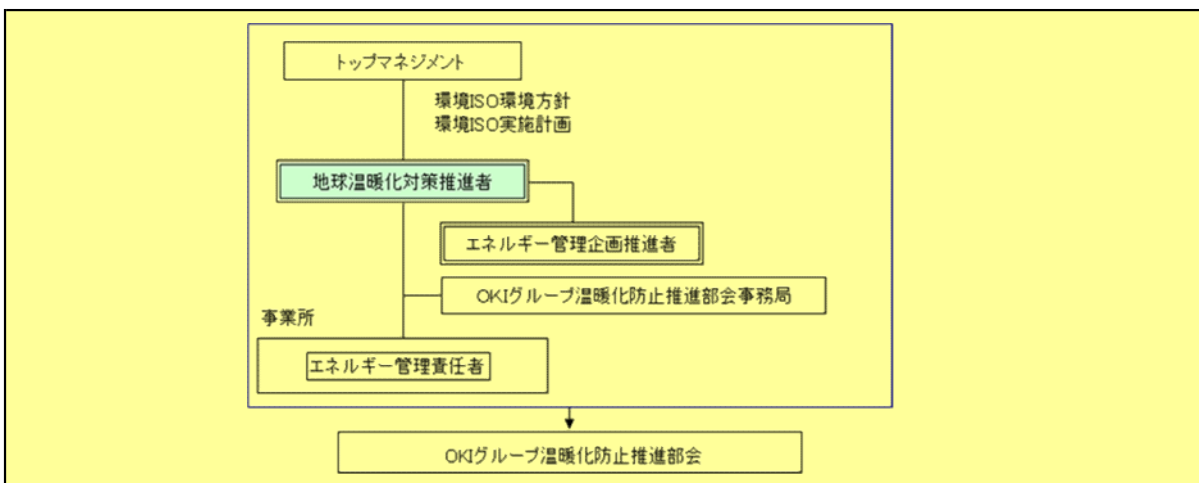 トップマネジメント
環境ISO環境方針
環境ISO実施計画
地球温暖化対策推進者
エネルギー管理企画推進者
OKIグループ温暖化防止推進部会事務局
事業所
エネルギー管理責任者
OKIグループ温暖化防止推進部会